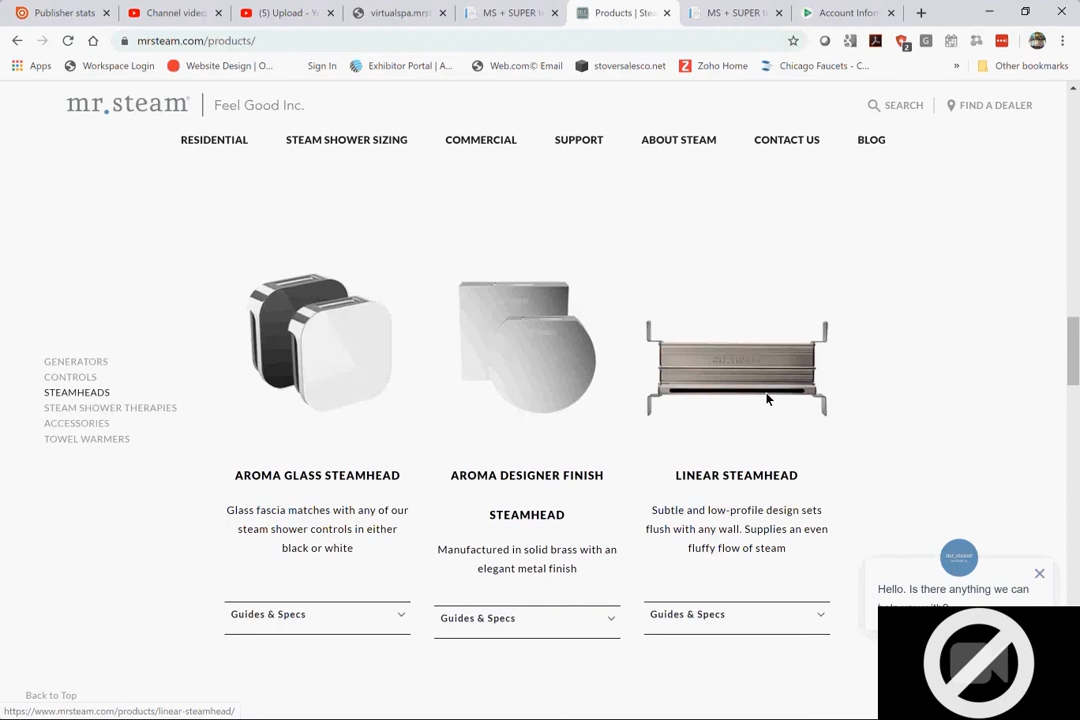 Publisher stats
Channel video
(5) Upload - Y
virtualspa.mrst
MS + SUPER t
Products | Stea
MS + SUPER t
Account Infor
mrsteam.com/products/
2
Apps
Workspace Login
Website Design | O...
Sign In
Exhibitor Portal | A...
Web.com© Email
stoversalesco.net
Zoho Home
Chicago Faucets - C...
»
Other bookmarks
mr.steam® | Feel Good Inc.
SEARCH
FIND A DEALER
RESIDENTIAL
STEAM SHOWER SIZING
COMMERCIAL
SUPPORT
ABOUT STEAM
CONTACT US
BLOG
GENERATORS
CONTROLS
STEAMHEADS
STEAM SHOWER THERAPIES
ACCESSORIES
TOWEL WARMERS
AROMA GLASS STEAMHEAD
Glass fascia matches with any of our
steam shower controls in either
black or white
Guides & Specs
AROMA DESIGNER FINISH
STEAMHEAD
Manufactured in solid brass with an
elegant metal finish
Guides & Specs
LINEAR STEAMHEAD
Subtle and low-profile design sets
flush with any wall. Supplies an even
fluffy flow of steam
Guides & Specs
mr.steam
Hello. Is there anything we can
Back to Top
https://www.mrsteam.com/products/linear-steamhead/